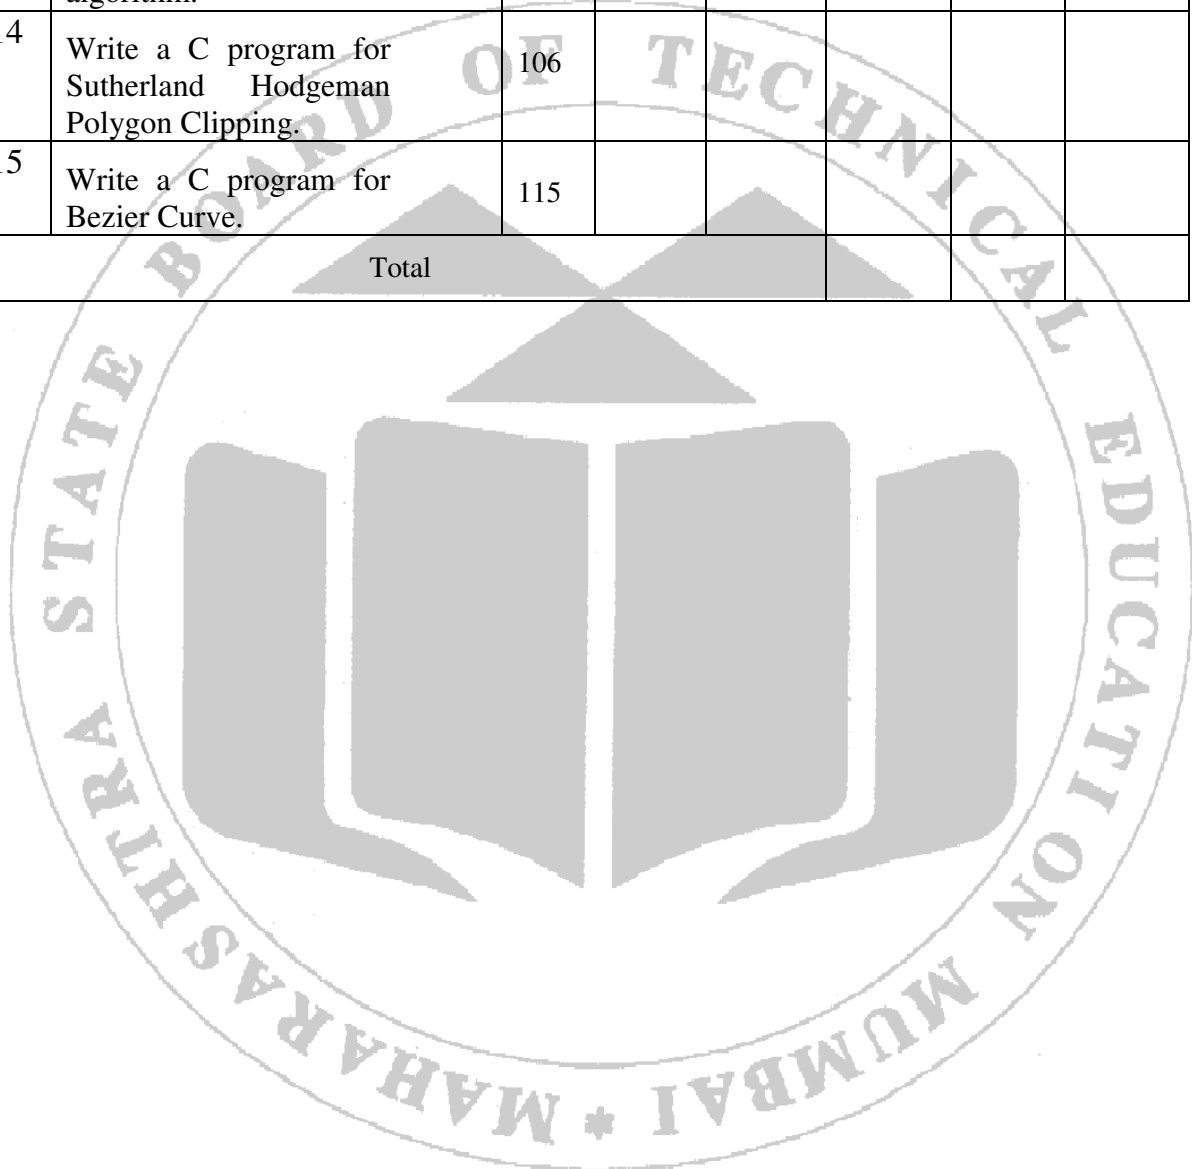 algorithm.
14
Write a C program for
Sutherland Hodgeman
Polygon Clipping.
106
15
Write a C program for
Bezier Curve.
115
Total
MAHARASHTRA STATE BOARD OF TECHNICAL EDUCATION MUMBAI *